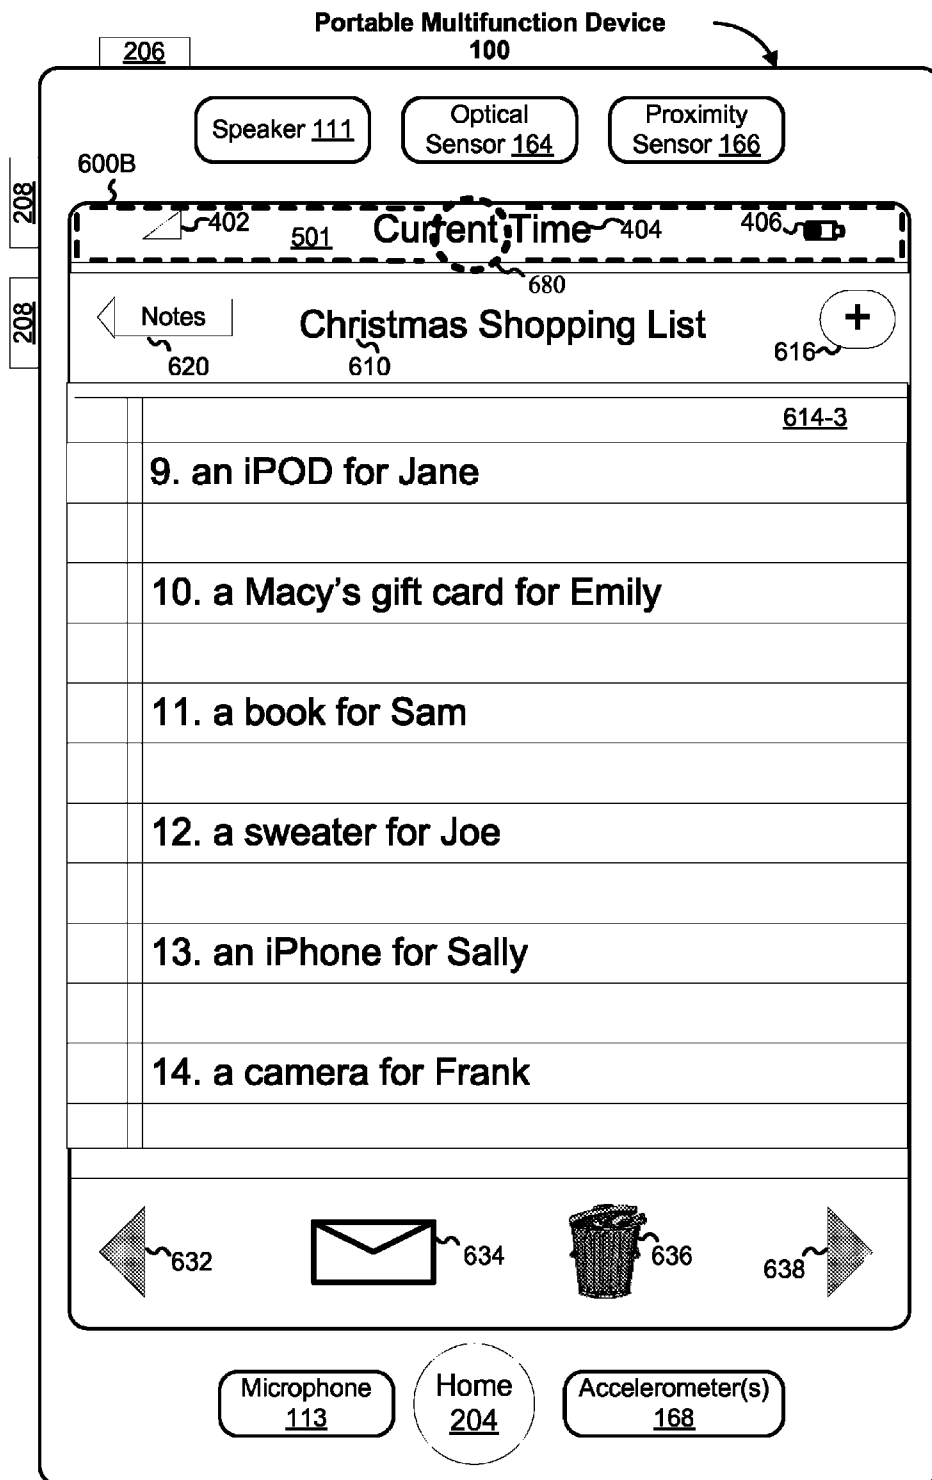 Portable Multifunction Device
100
206
Speaker 111
Optical
Sensor 164
Proximity
Sensor 166
600B
208
402
501
Current Time
404
406
680
208
Notes
Christmas Shopping List
+
620
610
616
614-3
9. an iPOD for Jane
10. a Macy's gift card for Emily
11. a book for Sam
12. a sweater for Joe
13. an iPhone for Sally
14. a camera for Frank
632
634
636
638
Microphone
113
Home
204
Accelerometer(s)
168